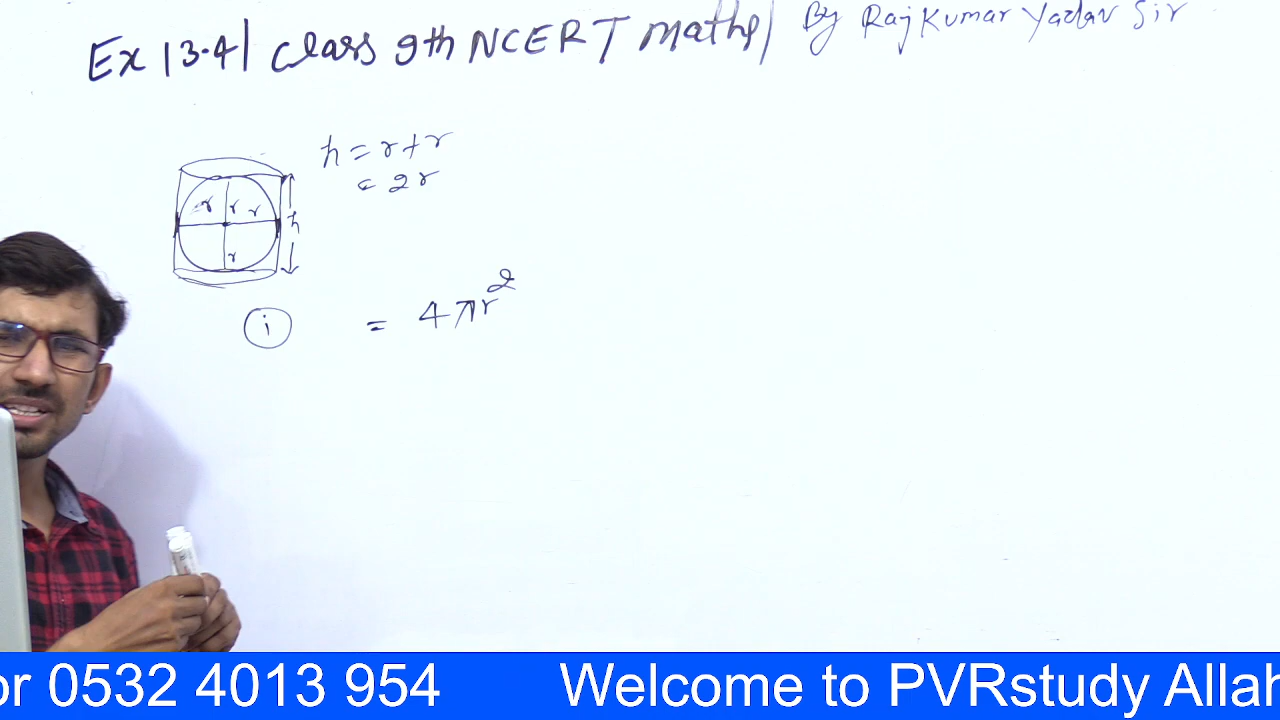 Ex 13.4| Class 9th NCERT maths| By Raj Kumar Yadav Sir
h = r + r
= 2r
r r r
h
r
i = 4πr²
or 0532 4013 954 Welcome to PVRstudy Allah